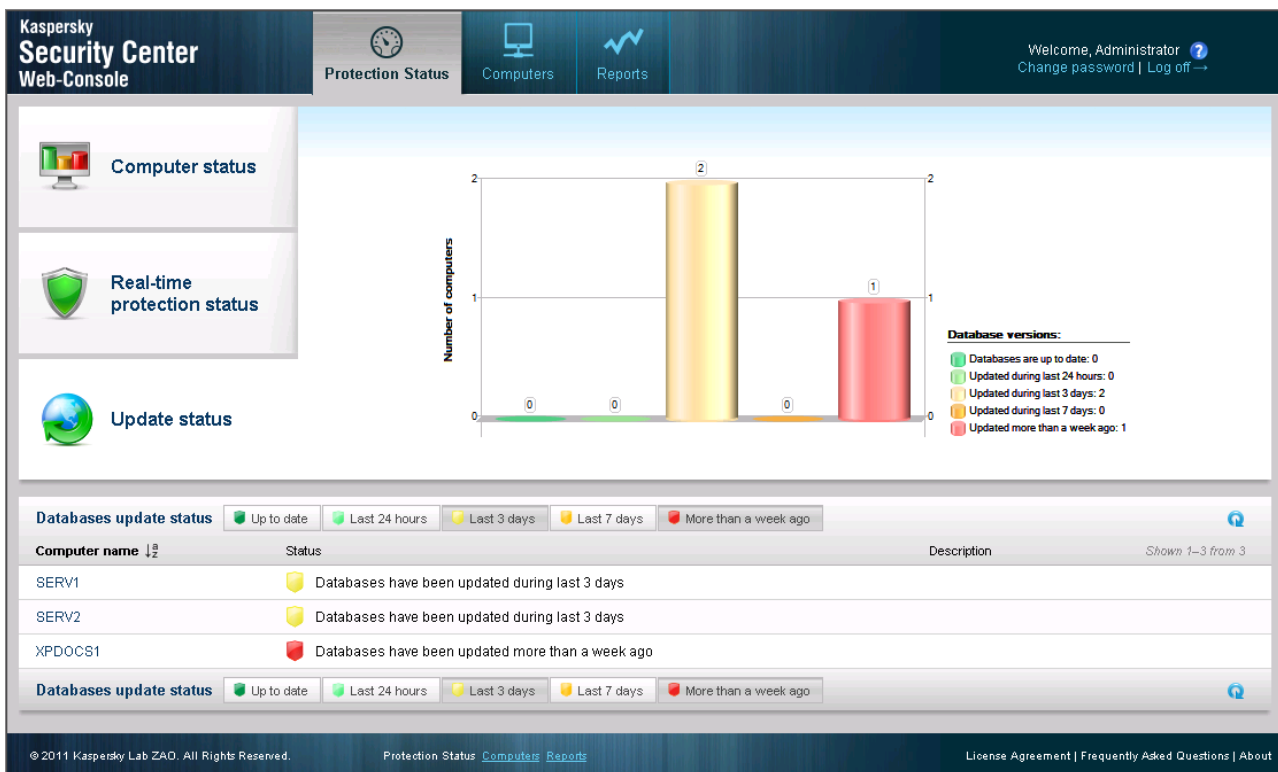 Kaspersky
Security Center
Web-Console
Protection Status
Computers
Reports
Welcome, Administrator ?
Change password | Log off →
Computer status
Real-time
protection status
Update status
Number of computers
2
1
0
0
0
2
0
1
2
1
0
Database versions:
Databases are up to date: 0
Updated during last 24 hours: 0
Updated during last 3 days: 2
Updated during last 7 days: 0
Updated more than a week ago: 1
Databases update status Up to date Last 24 hours Last 3 days Last 7 days More than a week ago
Computer name ↓a/z Status Description Shown 1–3 from 3
SERV1 Databases have been updated during last 3 days
SERV2 Databases have been updated during last 3 days
XPDOCS1 Databases have been updated more than a week ago
Databases update status Up to date Last 24 hours Last 3 days Last 7 days More than a week ago
© 2011 Kaspersky Lab ZAO. All Rights Reserved. Protection Status Computers Reports License Agreement | Frequently Asked Questions | About